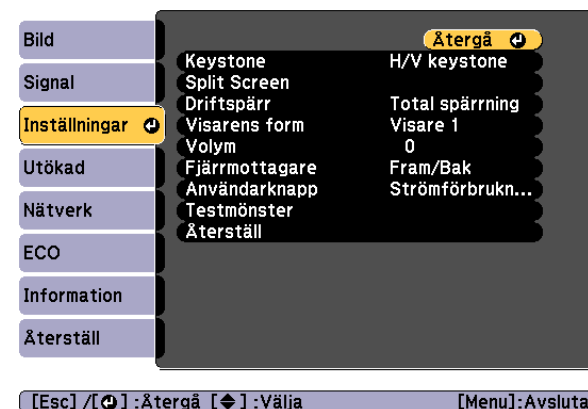 Bild
Signal
Inställningar
Utökad
Nätverk
ECO
Information
Återställ
Återgå
Keystone H/V keystone
Split Screen
Driftspärr Total spärrning
Visarens form Visare 1
Volym 0
Fjärrmottagare Fram/Bak
Användarknapp Strömförbrukn...
Testmönster
Återställ
[Esc] /[ ] :Återgå [ ] :Välja [Menu]:Avsluta